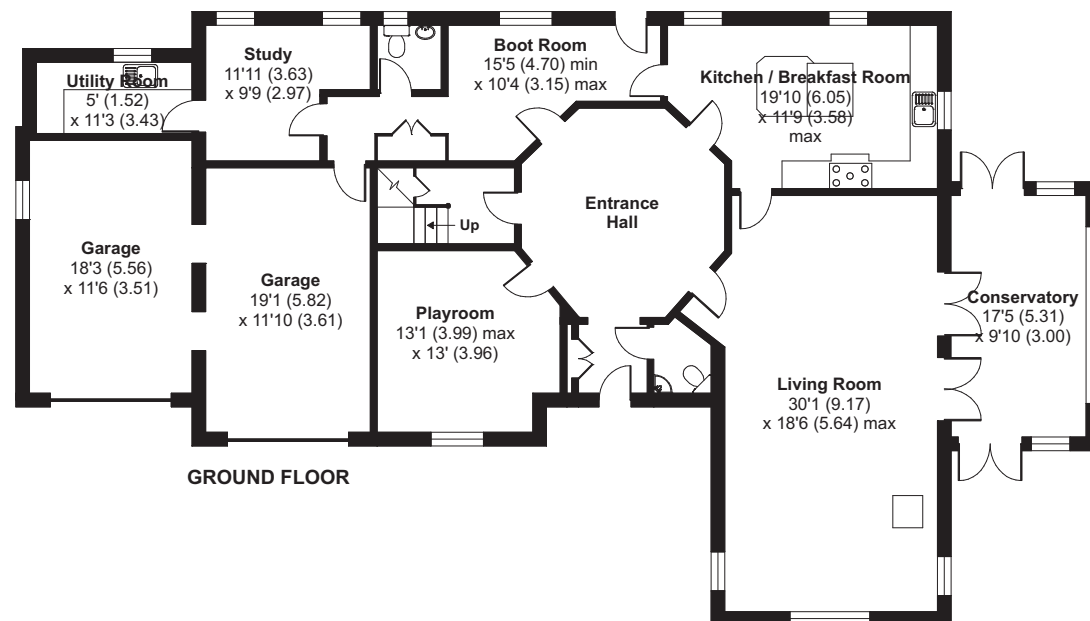 Study
11'11 (3.63)
x 9'9 (2.97)
Boot Room
15'5 (4.70) min
x 10'4 (3.15) max
Kitchen / Breakfast Room
19'10 (6.05)
x 11'9 (3.58)
max
Utility Room
5' (1.52)
x 11'3 (3.43)
Entrance
Hall
Up
Garage
18'3 (5.56)
x 11'6 (3.51)
Garage
19'1 (5.82)
x 11'10 (3.61)
Playroom
13'1 (3.99) max
x 13' (3.96)
Conservatory
17'5 (5.31)
x 9'10 (3.00)
Living Room
30'1 (9.17)
x 18'6 (5.64) max
GROUND FLOOR